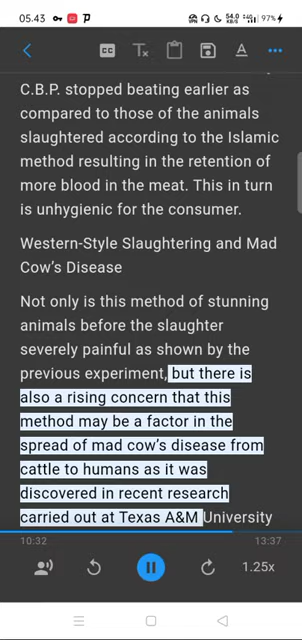 05.43
54.0 KB/S
97%
CC
C.B.P. stopped beating earlier as
compared to those of the animals
slaughtered according to the Islamic
method resulting in the retention of
more blood in the meat. This in turn
is unhygienic for the consumer.
Western-Style Slaughtering and Mad
Cow’s Disease
Not only is this method of stunning
animals before the slaughter
severely painful as shown by the
previous experiment, but there is
also a rising concern that this
method may be a factor in the
spread of mad cow’s disease from
cattle to humans as it was
discovered in recent research
carried out at Texas A&M University
10:32
13:37
1.25x